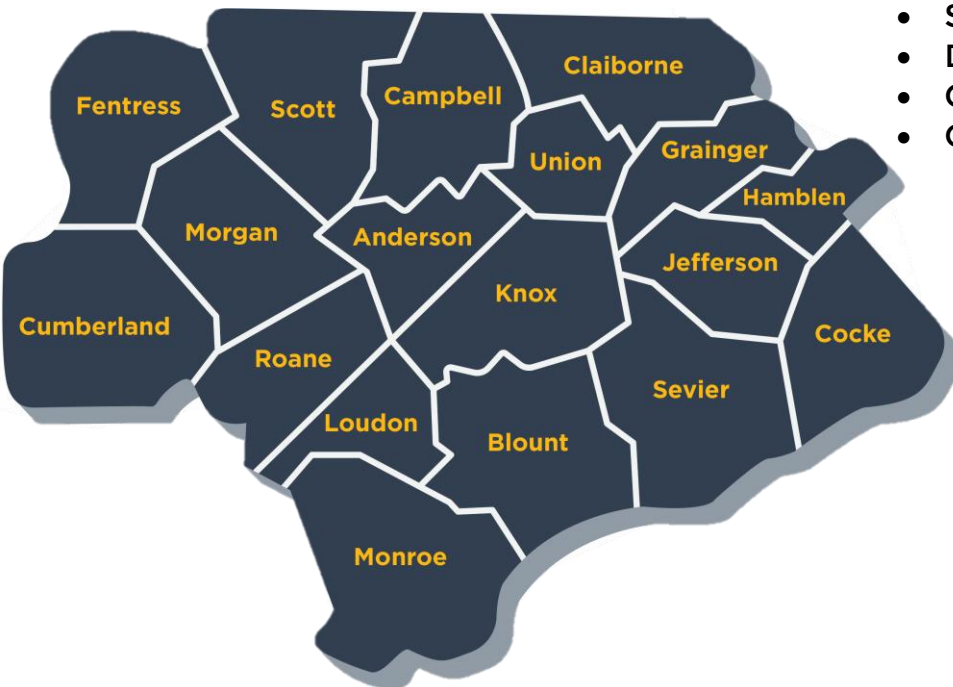 Fentress
Scott
Campbell
Claiborne
Union
Grainger
Hamblen
Morgan
Anderson
Jefferson
Knox
Cumberland
Roane
Cocke
Sevier
Loudon
Blount
Monroe